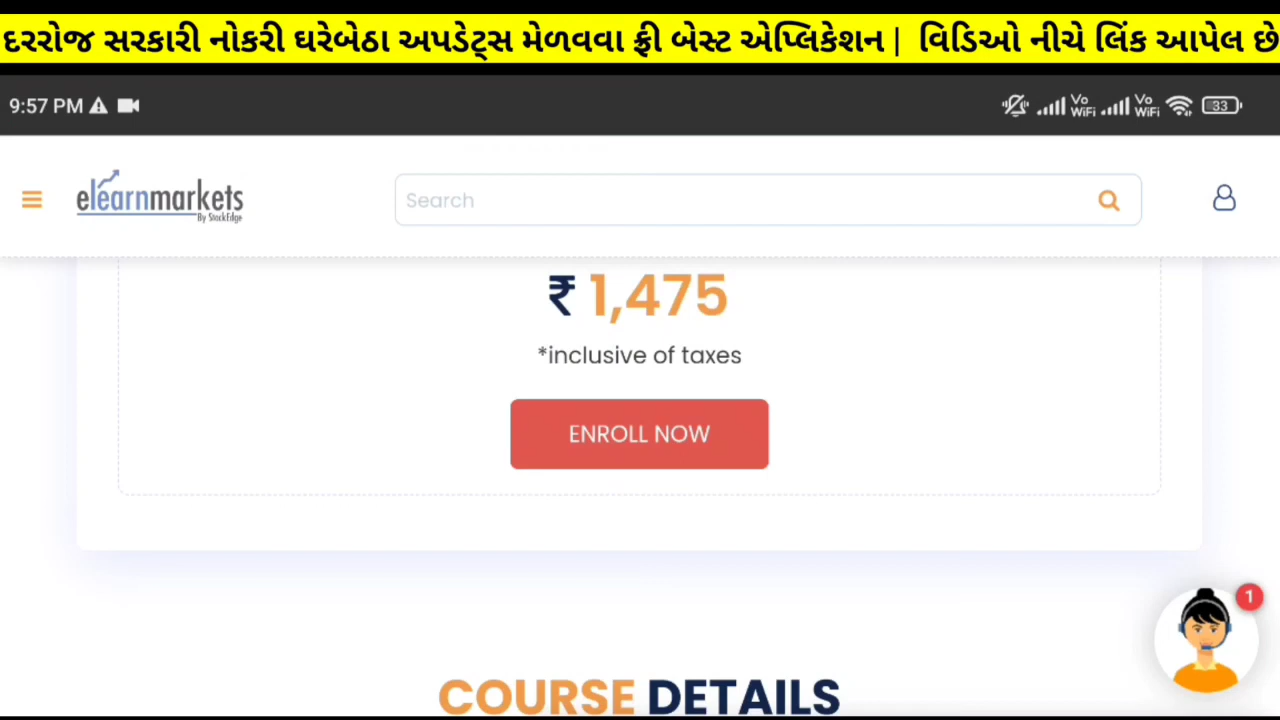 દરરોજ સરકારી નોકરી ઘરેબેઠા અપડેટ્સ મેળવવા ફ્રી બેસ્ટ એપ્લિકેશન | વિડિઓ નીચે લિંક આપેલ છે
9:57 PM Vo WiFi Vo WiFi 33
elearnmarkets
By StockEdge
Search
₹ 1,475
*inclusive of taxes
ENROLL NOW
1
COURSE DETAILS